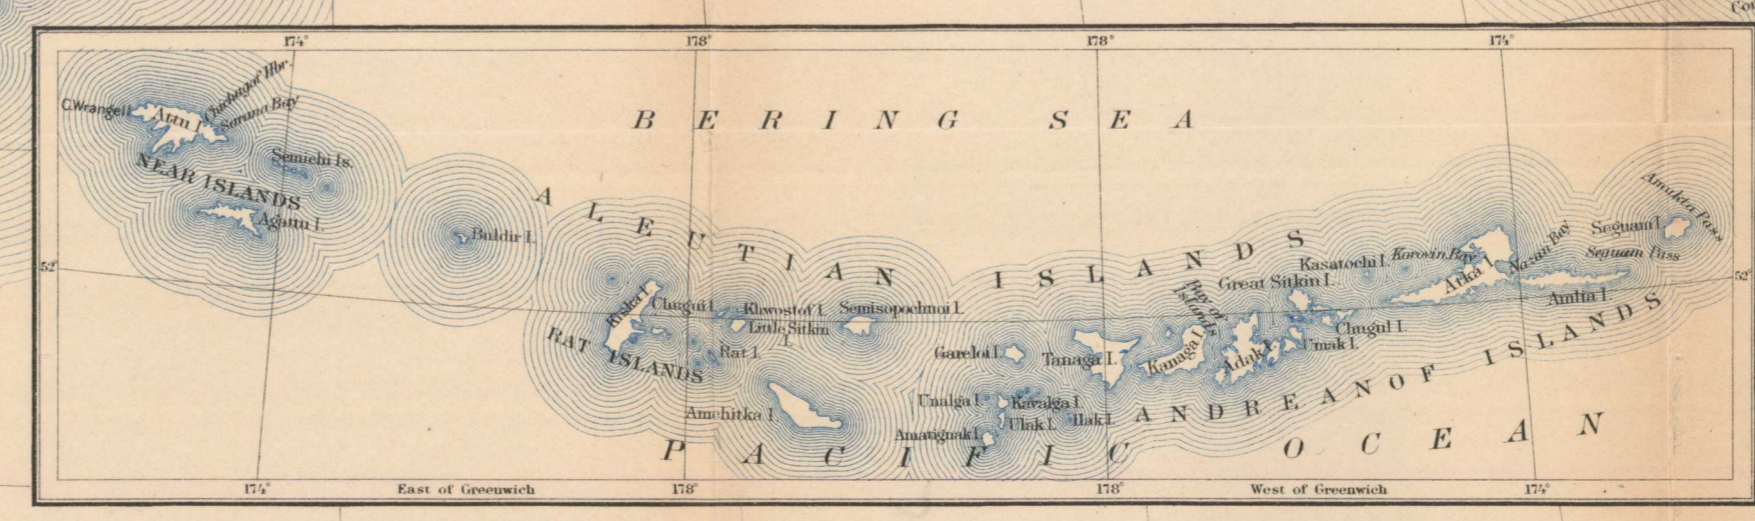 Cov
174°
178°
178°
174°
C.Wrangell
Attu I.
Chichagof Hbr.
Sarana Bay
BERING SEA
Semichi Is.
NEAR ISLANDS
Agattu I.
Buldir I.
ALEUTIAN ISLANDS
Amukta Pass
Seguam I.
Seguam Pass
Nazan Bay
Korovin Bay
Atka I.
Amlia I.
Kasatochi I.
Great Sitkin I.
Bay of
Islands
52°
52°
Kiska I.
Chugul I.
Khwostof I.
Little Sitkin
I.
Semisopochnoi I.
Rat I.
RAT ISLANDS
Amchitka I.
Gareloi I.
Tanaga I.
Kanaga I.
Adak I.
Umak I.
Chugul I.
Unalga I.
Kavalga I.
Ulak I.
Ilak I.
Amatignak I.
ANDREANOF ISLANDS
PACIFIC OCEAN
174°
East of Greenwich
178°
178°
West of Greenwich
174°